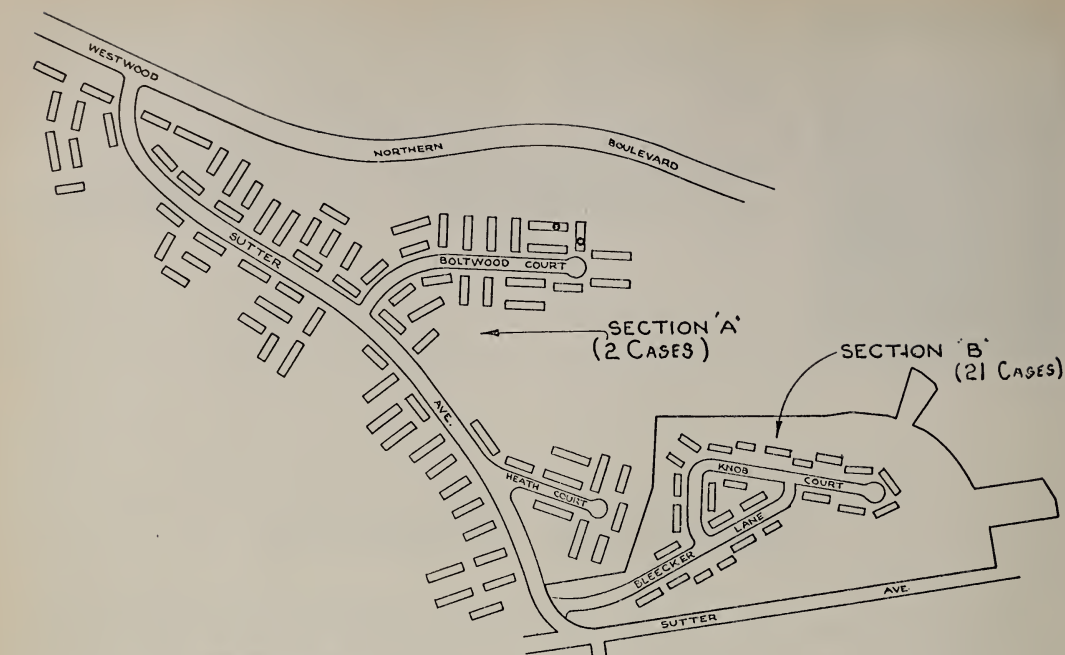 WESTWOOD
NORTHERN
BOULEVARD
SUTTER
BOLTWOOD COURT
SECTION "A"
(2 CASES)
SECTION "B"
(21 CASES)
AVE.
HEATH COURT
KNOB
COURT
LANE
BLEECKER
SUTTER
AVE